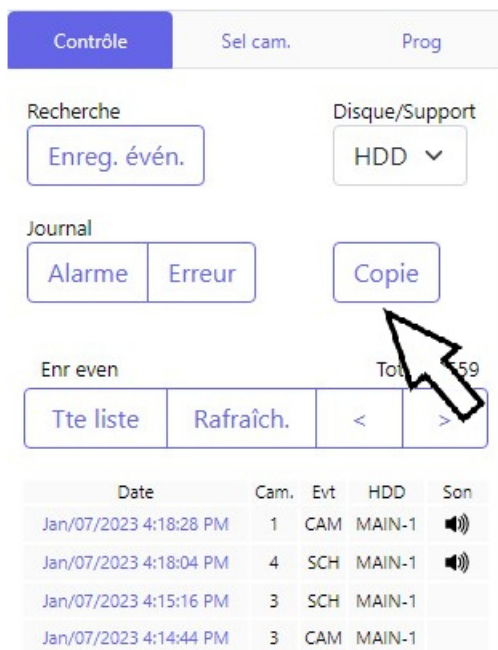 Contrôle Sel cam. Prog
Recherche Disque/Support
Enreg. évén. HDD
Journal
Alarme Erreur Copie
Enr even
Tte liste Rafraîch. < >
Date Cam. Evt HDD Son
Jan/07/2023 4:18:28 PM 1 CAM MAIN-1
Jan/07/2023 4:18:04 PM 4 SCH MAIN-1
Jan/07/2023 4:15:16 PM 3 SCH MAIN-1
Jan/07/2023 4:14:44 PM 3 CAM MAIN-1